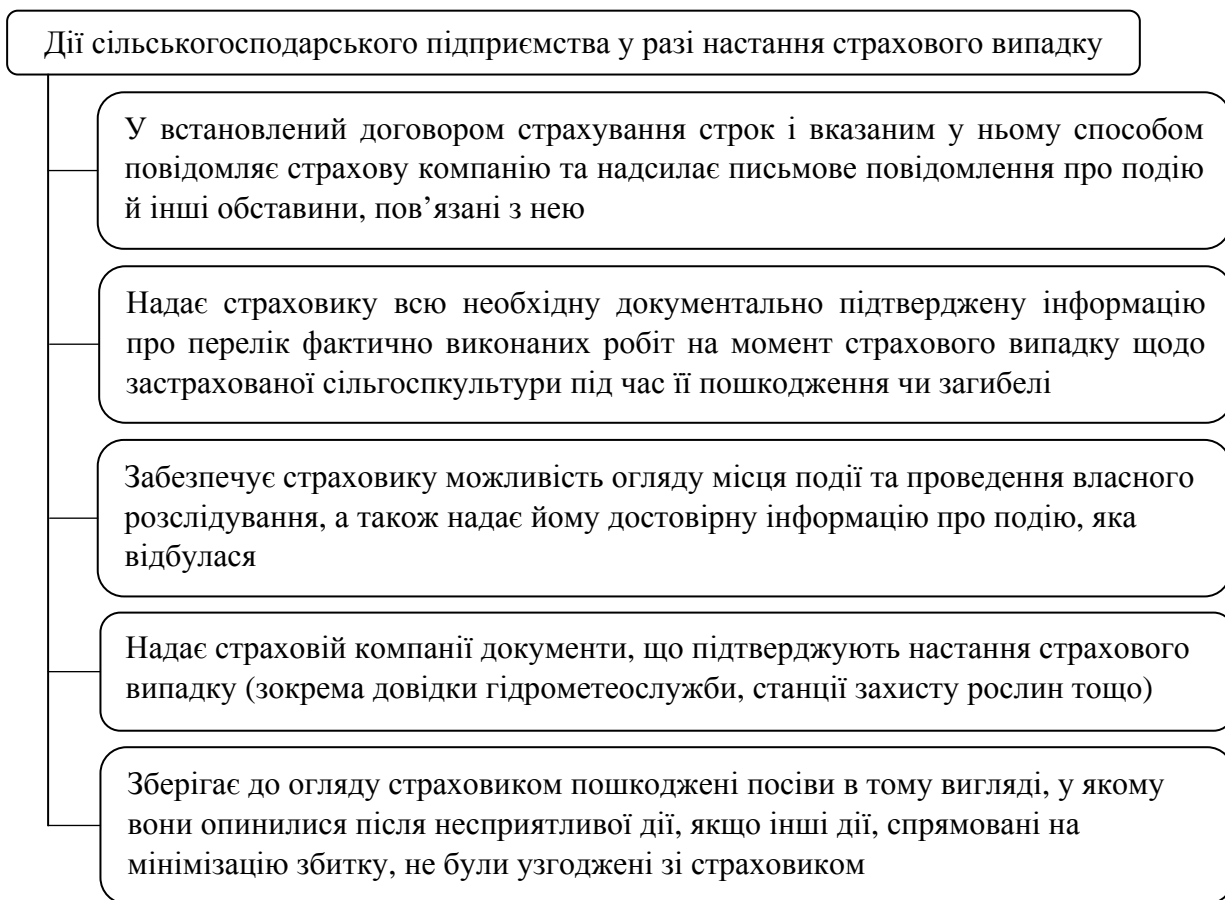 Дії сільськогосподарського підприємства у разі настання страхового випадку
У встановлений договором страхування строк і вказаним у ньому способом
повідомляє страхову компанію та надсилає письмове повідомлення про подію
й інші обставини, пов’язані з нею
Надає страховику всю необхідну документально підтверджену інформацію
про перелік фактично виконаних робіт на момент страхового випадку щодо
застрахованої сільгоспкультури під час її пошкодження чи загибелі
Забезпечує страховику можливість огляду місця події та проведення власного
розслідування, а також надає йому достовірну інформацію про подію, яка
відбулася
Надає страховій компанії документи, що підтверджують настання страхового
випадку (зокрема довідки гідрометеослужби, станції захисту рослин тощо)
Зберігає до огляду страховиком пошкоджені посіви в тому вигляді, у якому
вони опинилися після несприятливої дії, якщо інші дії, спрямовані на
мінімізацію збитку, не були узгоджені зі страховиком